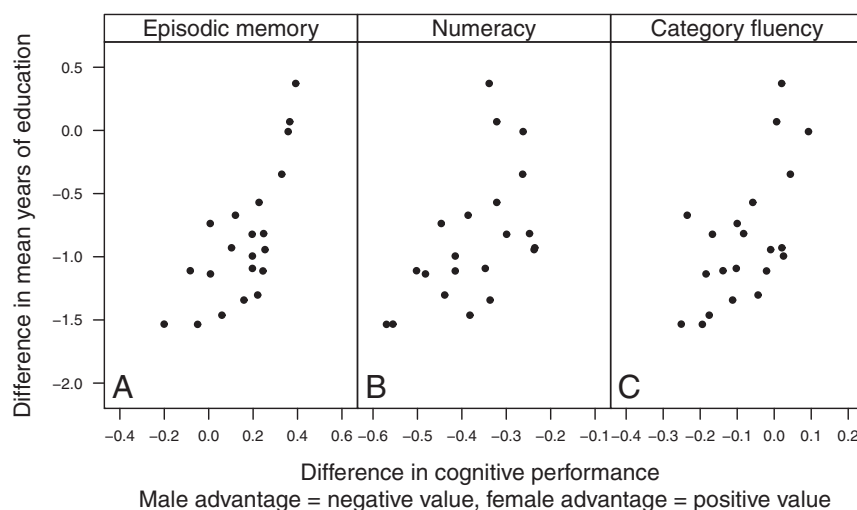 Episodic memory Numeracy Category fluency
Difference in mean years of education
0.5
0.0
−0.5
−1.0
−1.5
−2.0
A B C
−0.4 −0.2 0.0 0.2 0.4 0.6 −0.6 −0.5 −0.4 −0.3 −0.2 −0.1 −0.4 −0.3 −0.2 −0.1 0.0 0.1 0.2
Difference in cognitive performance
Male advantage = negative value, female advantage = positive value